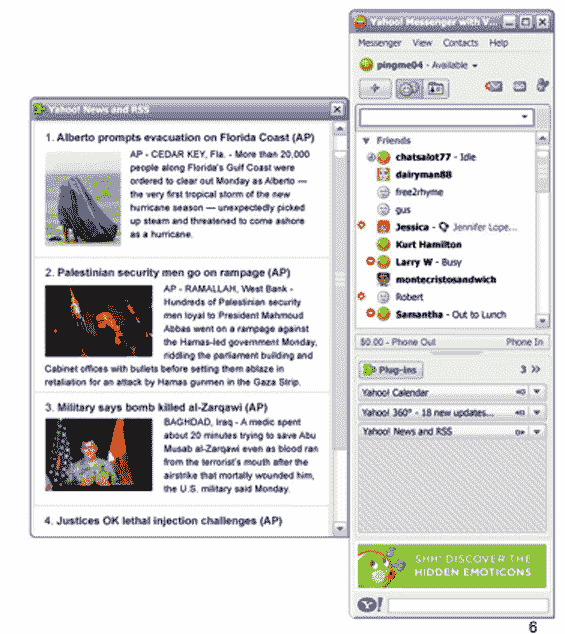 Yahoo! Messenger with V...
Messenger View Contacts Help
pingme04 - Available
Friends
chatsalot77 - Idle
dairyman88
free2rhyme
gus
Jessica - Jennifer Lope...
Kurt Hamilton
Larry W - Busy
montecristosandwich
Robert
Samantha - Out to Lunch
$0.00 - Phone Out Phone In
Plug-ins 3 »
Yahoo! Calendar
Yahoo! 360° - 18 new updates...
Yahoo! News and RSS
SHH! DISCOVER THE
HIDDEN EMOTICONS
Y!
Yahoo! News and RSS
1. Alberto prompts evacuation on Florida Coast (AP)
AP - CEDAR KEY, Fla. - More than 20,000
people along Florida's Gulf Coast were
ordered to clear out Monday as Alberto —
the very first tropical storm of the new
hurricane season — unexpectedly picked
up steam and threatened to come ashore
as a hurricane.
2. Palestinian security men go on rampage (AP)
AP - RAMALLAH, West Bank -
Hundreds of Palestinian security
men loyal to President Mahmoud
Abbas went on a rampage against
the Hamas-led government Monday,
riddling the parliament building and
Cabinet offices with bullets before setting them ablaze in
retaliation for an attack by Hamas gunmen in the Gaza Strip.
3. Military says bomb killed al-Zarqawi (AP)
BAGHDAD, Iraq - A medic spent
about 20 minutes trying to save Abu
Musab al-Zarqawi even as blood ran
from the terrorist's mouth after the
airstrike that mortally wounded him,
the U.S. military said Monday.
4. Justices OK lethal injection challenges (AP)
6